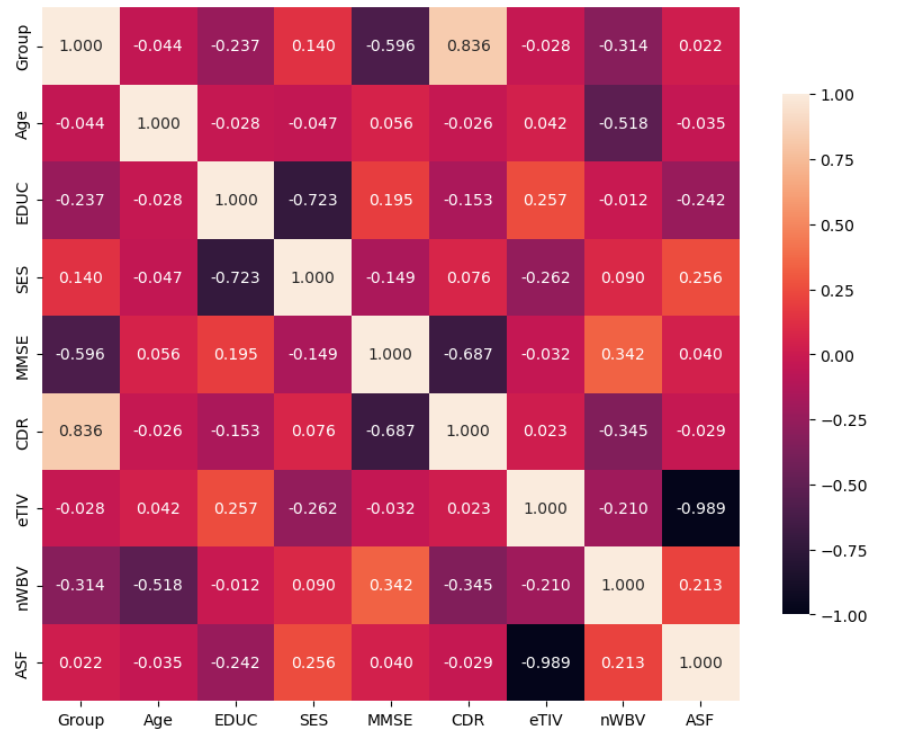 Group 1.000 -0.044 -0.237 0.140 -0.596 0.836 -0.028 -0.314 0.022
Age -0.044 1.000 -0.028 -0.047 0.056 -0.026 0.042 -0.518 -0.035
EDUC -0.237 -0.028 1.000 -0.723 0.195 -0.153 0.257 -0.012 -0.242
SES 0.140 -0.047 -0.723 1.000 -0.149 0.076 -0.262 0.090 0.256
MMSE -0.596 0.056 0.195 -0.149 1.000 -0.687 -0.032 0.342 0.040
CDR 0.836 -0.026 -0.153 0.076 -0.687 1.000 0.023 -0.345 -0.029
eTIV -0.028 0.042 0.257 -0.262 -0.032 0.023 1.000 -0.210 -0.989
nWBV -0.314 -0.518 -0.012 0.090 0.342 -0.345 -0.210 1.000 0.213
ASF 0.022 -0.035 -0.242 0.256 0.040 -0.029 -0.989 0.213 1.000
Group Age EDUC SES MMSE CDR eTIV nWBV ASF
1.00
0.75
0.50
0.25
0.00
−0.25
−0.50
−0.75
−1.00